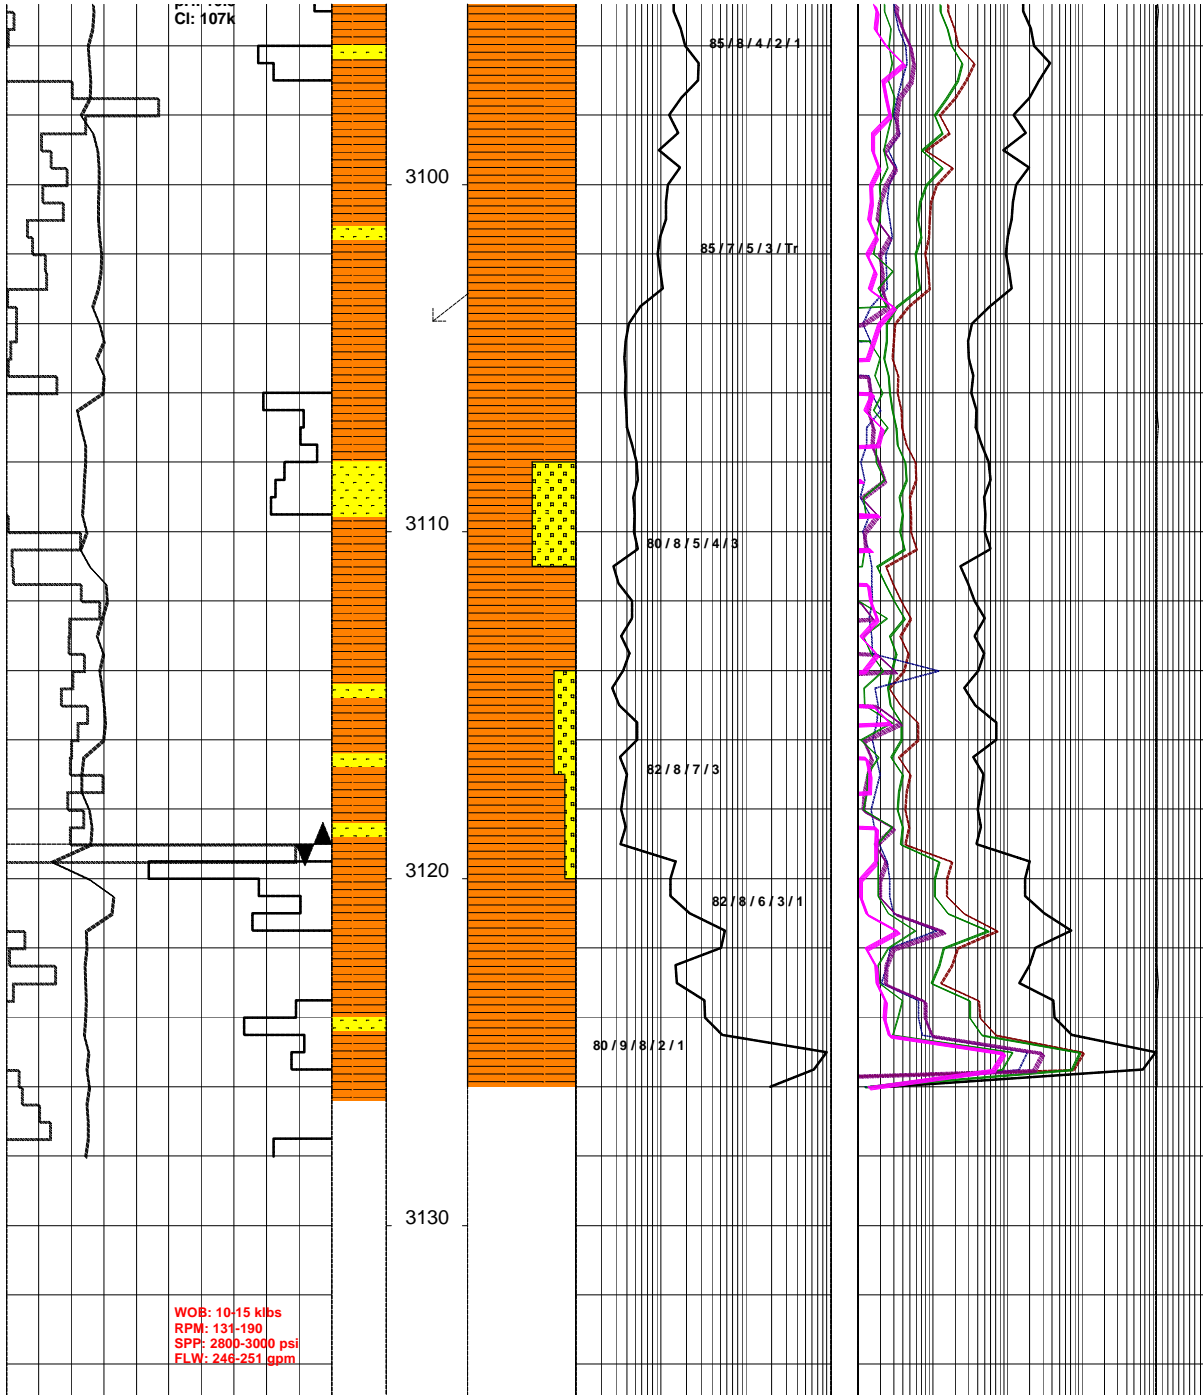 Cl: 107k
85 / 8 / 4 / 2 / 1
3100
85 / 7 / 5 / 3 / Tr
3110
80 / 8 / 5 / 4 / 3
82 / 8 / 7 / 3
3120
82 / 8 / 6 / 3 / 1
80 / 9 / 8 / 2 / 1
3130
WOB: 10-15 klbs
RPM: 131-190
SPP: 2800-3000 psi
FLW: 246-251 gpm